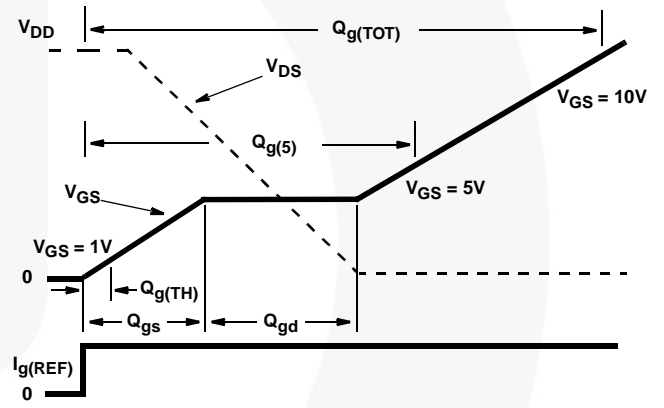 V_DD
Q_g(TOT)
V_DS
V_GS = 10V
Q_g(5)
V_GS
V_GS = 5V
V_GS = 1V
0
Q_g(TH)
Q_gs
Q_gd
I_g(REF)
0